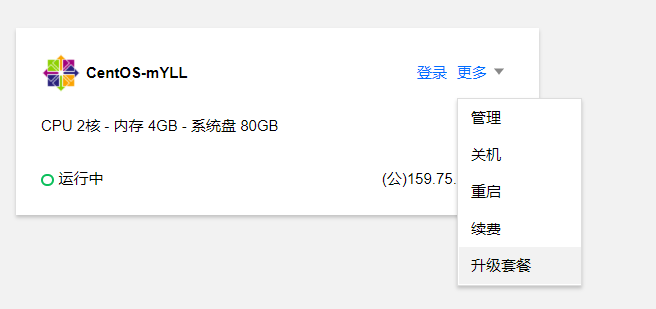 CentOS-mYLL
登录 更多
CPU 2核 - 内存 4GB - 系统盘 80GB
运行中
(公)159.75.
管理
关机
重启
续费
升级套餐